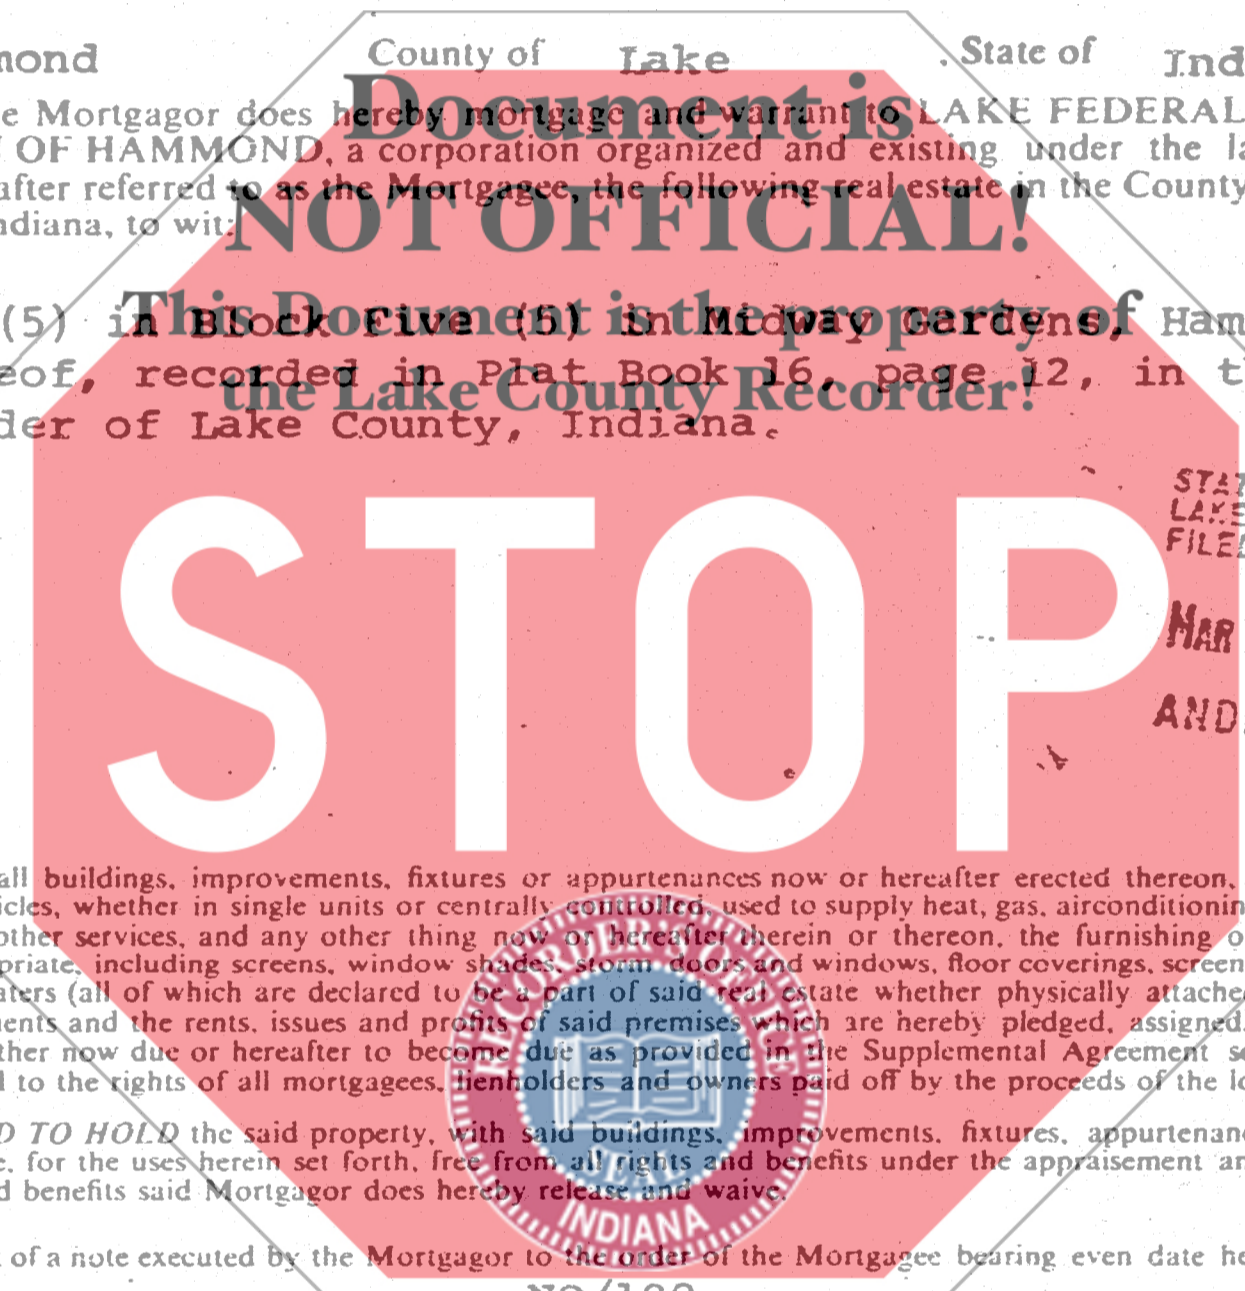 mond County of Lake . State of Ind
e Mortgagor does hereby mortgage and warrant to LAKE FEDERAL
Document is
OF HAMMOND, a corporation organized and existing under the la
after referred to as the Mortgagee, the following real estate in the County
NOT OFFICIAL!
ndiana, to wit:
(5) in Block Five (5) in Midway Gardens, Ham
This Document is the property of
eof, recorded in Plat Book 16, page 12, in t
the Lake County Recorder!
der of Lake County, Indiana.
STAT
LAKE
FILE
MAR
AND
STOP
all buildings, improvements, fixtures or appurtenances now or hereafter erected thereon,
icles, whether in single units or centrally controlled, used to supply heat, gas, airconditionin
other services, and any other thing now or hereafter therein or thereon, the furnishing o
priate, including screens, window shades, storm doors and windows, floor coverings, screen
aters (all of which are declared to be a part of said real estate whether physically attache
ents and the rents, issues and profits of said premises which are hereby pledged, assigned,
ther now due or hereafter to become due as provided in the Supplemental Agreement se
l to the rights of all mortgagees, lienholders and owners paid off by the proceeds of the lo
D TO HOLD the said property, with said buildings, improvements, fixtures, appurtenan
e, for the uses herein set forth, free from all rights and benefits under the appraisement an
d benefits said Mortgagor does hereby release and waive.
RECORDER'S OFFICE
SEAL
INDIANA
of a note executed by the Mortgagor to the order of the Mortgagee bearing even date he
no/100